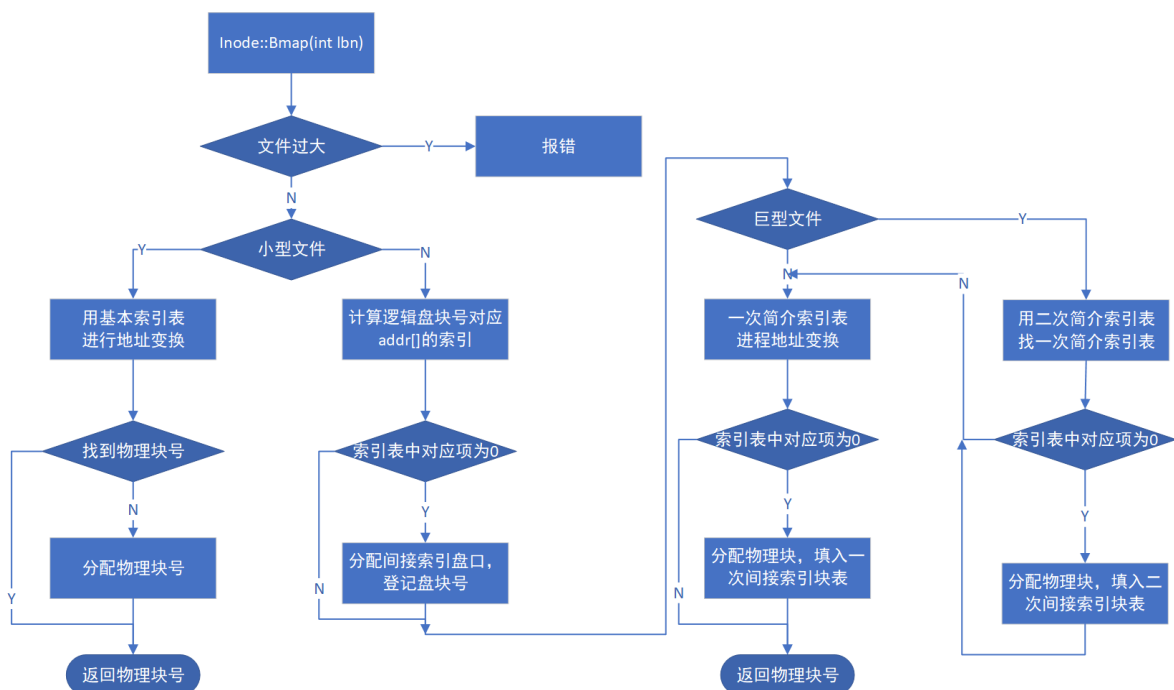 Inode::Bmap(int lbn)
文件过大
Y
报错
N
小型文件
Y
N
用基本索引表
进行地址变换
计算逻辑盘块号对应
addr[]的索引
找到物理块号
索引表中对应项为0
N
Y
分配物理块号
分配间接索引盘口，
登记盘块号
Y
N
返回物理块号
巨型文件
Y
N
N
一次简介索引表
进程地址变换
用二次简介索引表
找一次简介索引表
索引表中对应项为0
索引表中对应项为0
Y
Y
分配物理块，填入一
次间接索引块表
分配物理块，填入二
次间接索引块表
N
返回物理块号